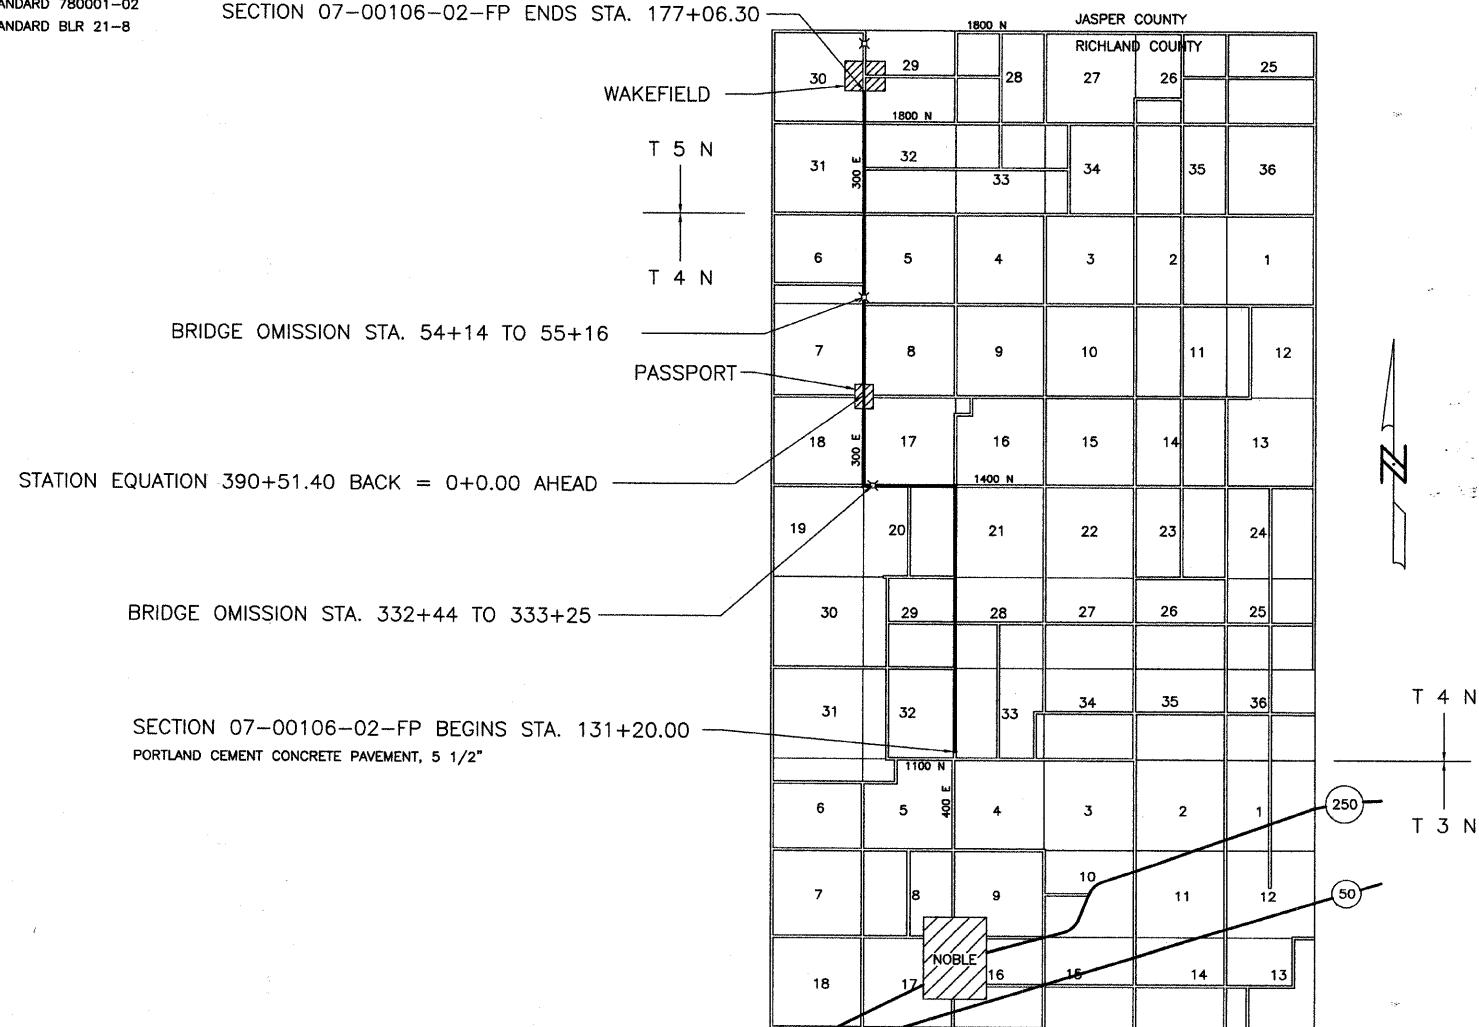 ANDARD 780001-02
ANDARD BLR 21-8
SECTION 07-00106-02-FP ENDS STA. 177+06.30
1800 N
JASPER COUNTY
RICHLAND COUNTY
30 29 28 27 26 25
WAKEFIELD
1800 N
T 5 N
31 32 33 34 35 36
300 E
T 4 N
6 5 4 3 2 1
BRIDGE OMISSION STA. 54+14 TO 55+16
7 8 9 10 11 12
PASSPORT
18 17 16 15 14 13
300 E
N
STATION EQUATION 390+51.40 BACK = 0+0.00 AHEAD
1400 N
19 20 21 22 23 24
BRIDGE OMISSION STA. 332+44 TO 333+25
30 29 28 27 26 25
31 32 33 34 35 36
T 4 N
SECTION 07-00106-02-FP BEGINS STA. 131+20.00
PORTLAND CEMENT CONCRETE PAVEMENT, 5 1/2"
1100 N
400 E
6 5 4 3 2 1
250
T 3 N
7 8 9 10 11 12
50
NOBLE
18 17 16 15 14 13